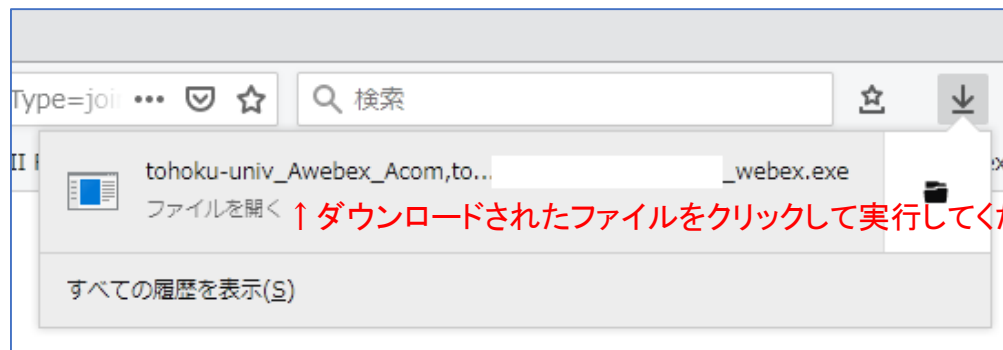 Type=joi ••• 検索
tohoku-univ_Awebex_Acom,to... _webex.exe
ファイルを開く ↑ダウンロードされたファイルをクリックして実行してく
すべての履歴を表示(S)